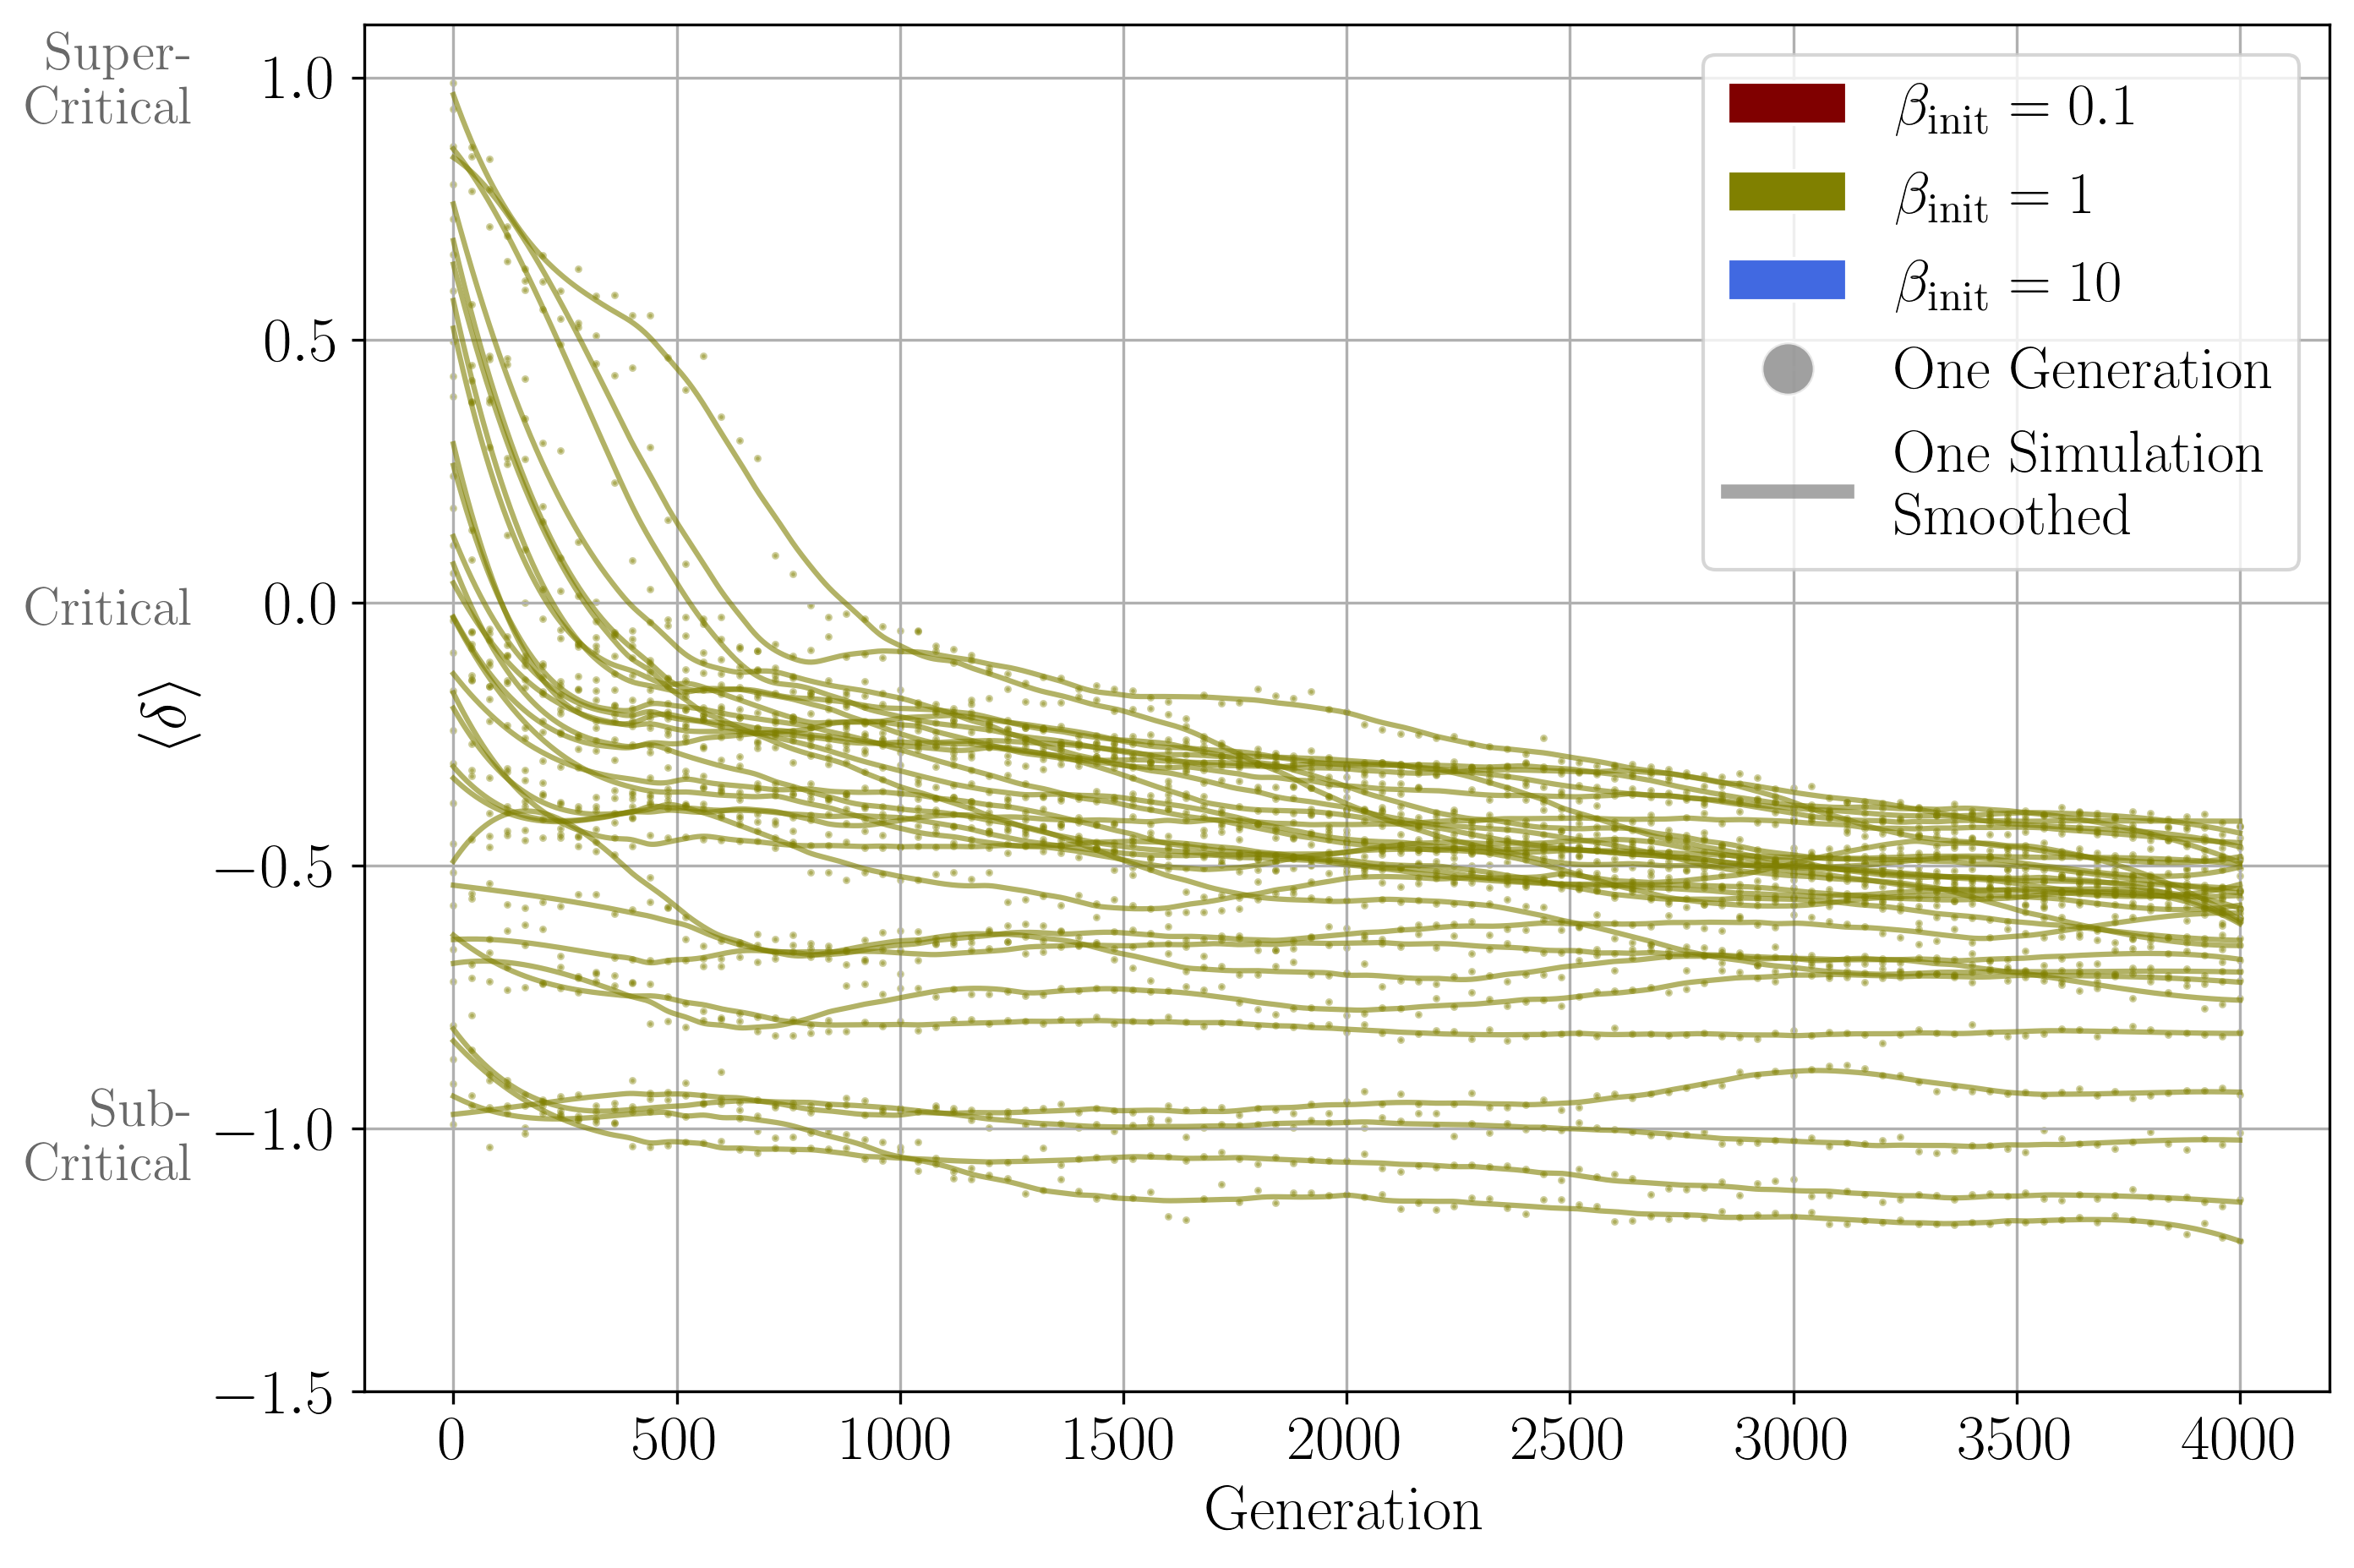 Super-
Critical
1.0
0.5
Critical
0.0
⟨δ⟩
−0.5
Sub-
Critical
−1.0
−1.5
0 500 1000 1500 2000 2500 3000 3500 4000
Generation
β_init = 0.1
β_init = 1
β_init = 10
One Generation
One Simulation
Smoothed